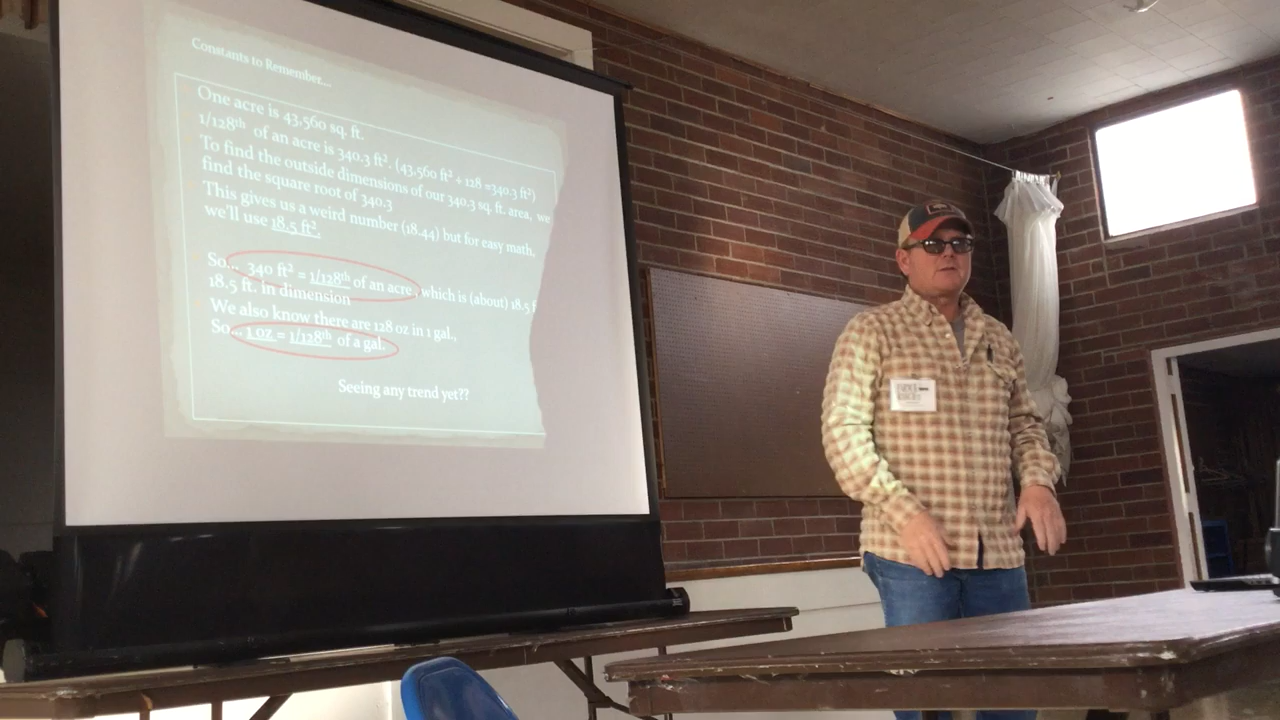 Constants to Remember...
One acre is 43,560 sq. ft.
1/128th of an acre is 340.3 ft². (43,560 ft² ÷ 128 =340.3 ft²)
To find the outside dimensions of our 340.3 sq. ft. area, we
find the square root of 340.3
This gives us a weird number (18.44) but for easy math,
we'll use 18.5 ft².
So... 340 ft² = 1/128th of an acre, which is (about) 18.5 f
18.5 ft. in dimension
We also know there are 128 oz in 1 gal.,
So... 1 oz = 1/128th of a gal.
Seeing any trend yet??